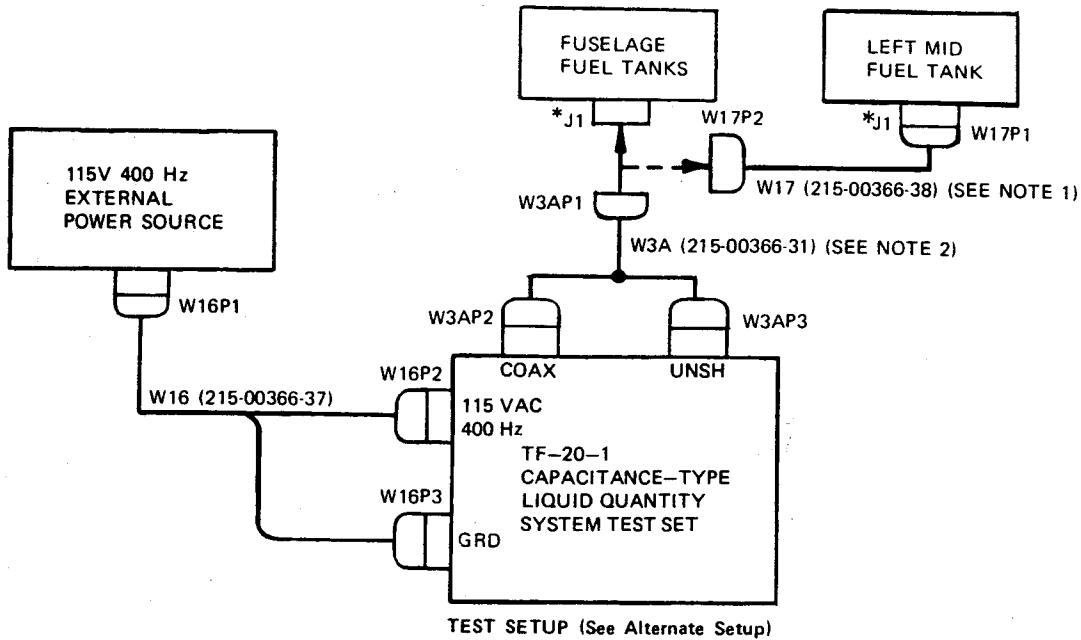 FUSELAGE
FUEL TANKS
LEFT MID
FUEL TANK
*J1
W17P2
*J1
W17P1
115V 400 Hz
EXTERNAL
POWER SOURCE
W17 (215-00366-38) (SEE NOTE 1)
W3AP1
W3A (215-00366-31) (SEE NOTE 2)
W16P1
W3AP2
W3AP3
COAX
UNSH
W16P2
W16 (215-00366-37)
115 VAC
400 Hz
TF-20-1
CAPACITANCE-TYPE
LIQUID QUANTITY
SYSTEM TEST SET
W16P3
GRD
TEST SETUP (See Alternate Setup)